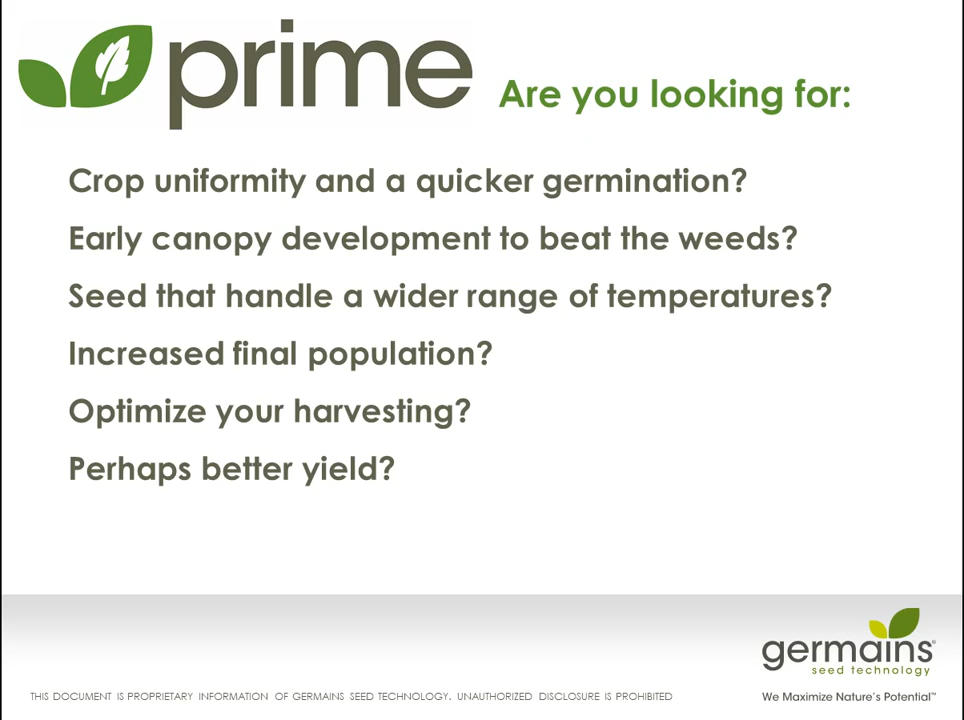 prime
Are you looking for:
Crop uniformity and a quicker germination?
Early canopy development to beat the weeds?
Seed that handle a wider range of temperatures?
Increased final population?
Optimize your harvesting?
Perhaps better yield?
germains®
seed technology
THIS DOCUMENT IS PROPRIETARY INFORMATION OF GERMAINS SEED TECHNOLOGY. UNAUTHORIZED DISCLOSURE IS PROHIBITED
We Maximize Nature's Potential™